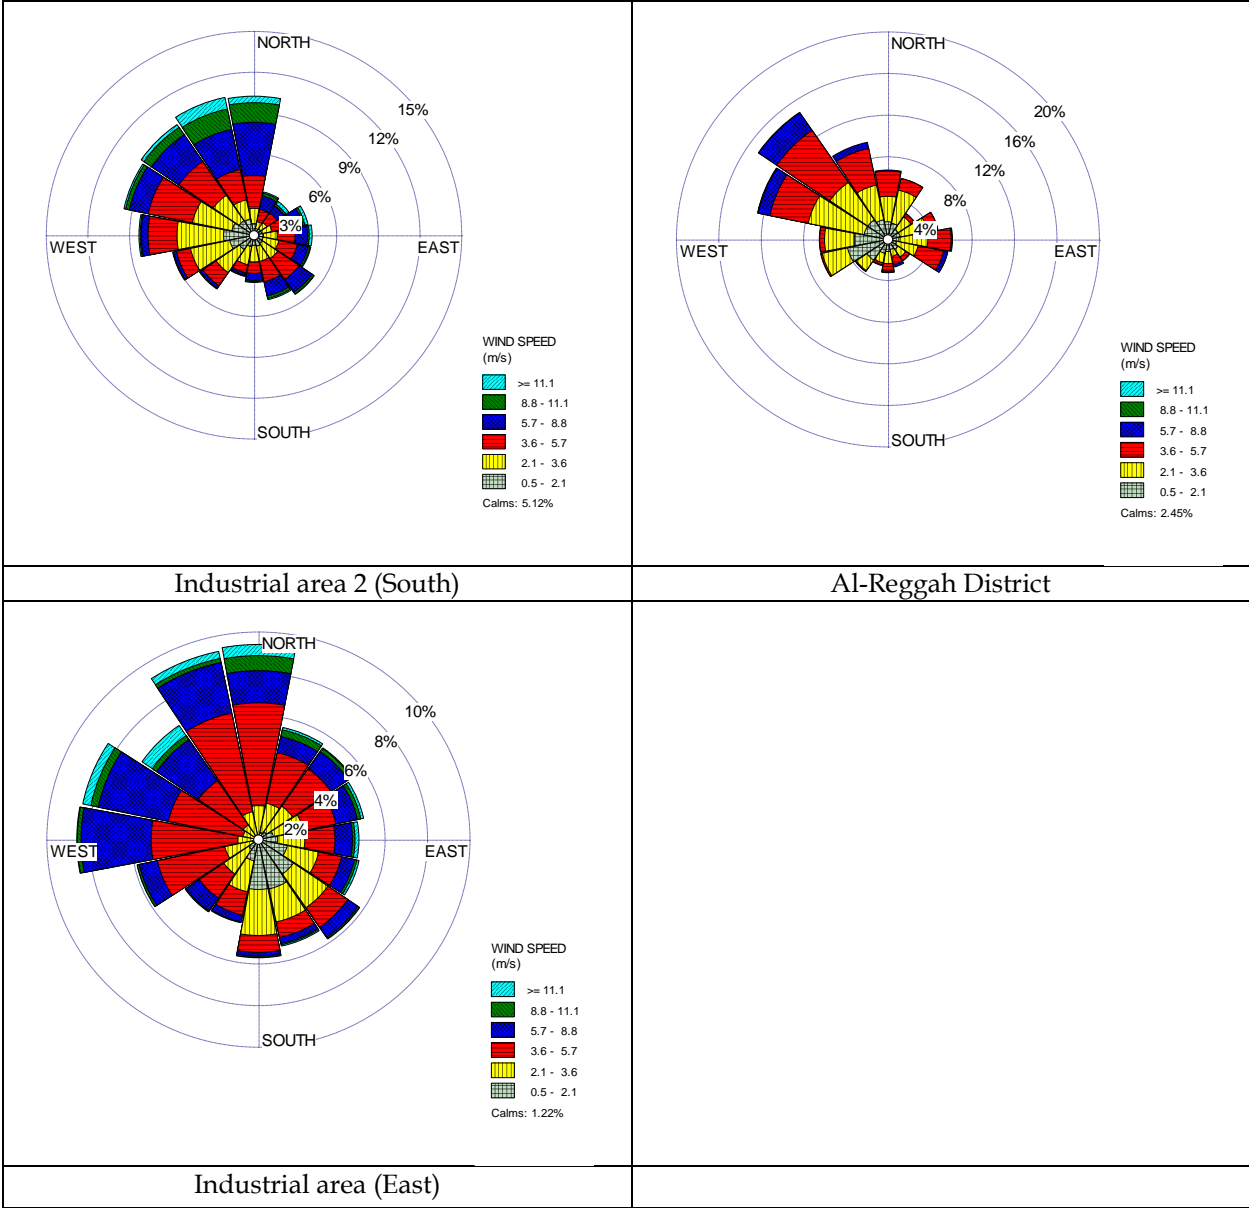 NORTH
15%
12%
9%
6%
3%
WEST
EAST
SOUTH
WIND SPEED
(m/s)
>= 11.1
8.8 - 11.1
5.7 - 8.8
3.6 - 5.7
2.1 - 3.6
0.5 - 2.1
Calms: 5.12%
NORTH
20%
16%
12%
8%
4%
WEST
EAST
SOUTH
WIND SPEED
(m/s)
>= 11.1
8.8 - 11.1
5.7 - 8.8
3.6 - 5.7
2.1 - 3.6
0.5 - 2.1
Calms: 2.45%
Industrial area 2 (South)
Al-Reggah District
NORTH
10%
8%
6%
4%
2%
WEST
EAST
SOUTH
WIND SPEED
(m/s)
>= 11.1
8.8 - 11.1
5.7 - 8.8
3.6 - 5.7
2.1 - 3.6
0.5 - 2.1
Calms: 1.22%
Industrial area (East)